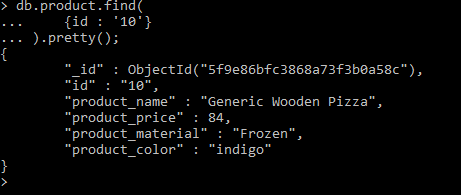 > db.product.find(
...     {id : '10'}
... ).pretty();
{
        "_id" : ObjectId("5f9e86bfc3868a73f3b0a58c"),
        "id" : "10",
        "product_name" : "Generic Wooden Pizza",
        "product_price" : 84,
        "product_material" : "Frozen",
        "product_color" : "indigo"
}
>